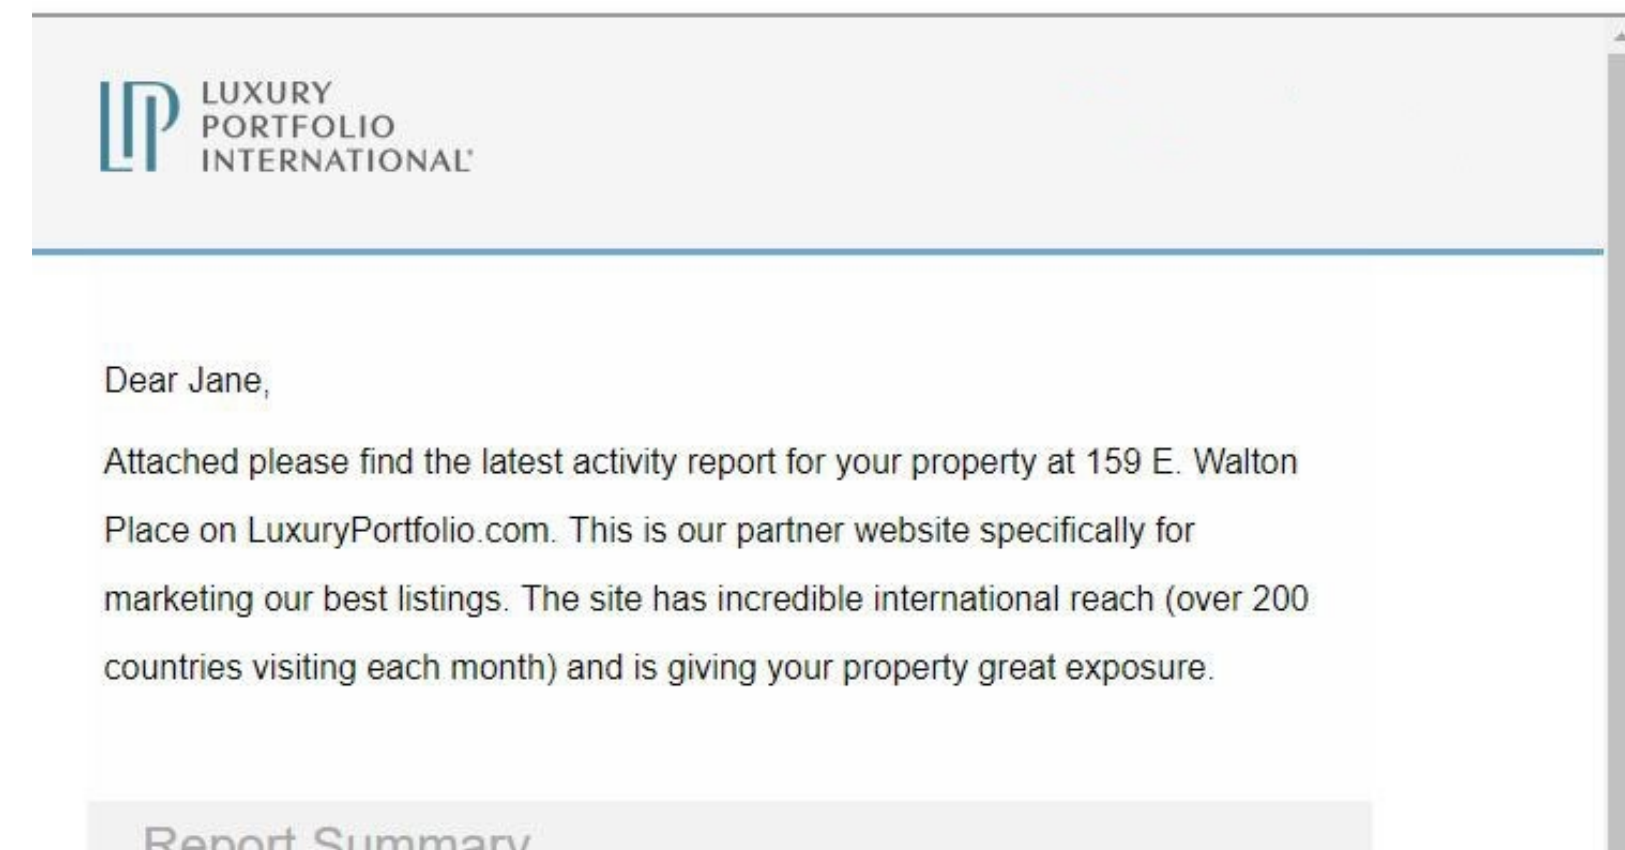 LUXURY
PORTFOLIO
INTERNATIONAL®
Dear Jane,
Attached please find the latest activity report for your property at 159 E. Walton
Place on LuxuryPortfolio.com. This is our partner website specifically for
marketing our best listings. The site has incredible international reach (over 200
countries visiting each month) and is giving your property great exposure.
Report Summary